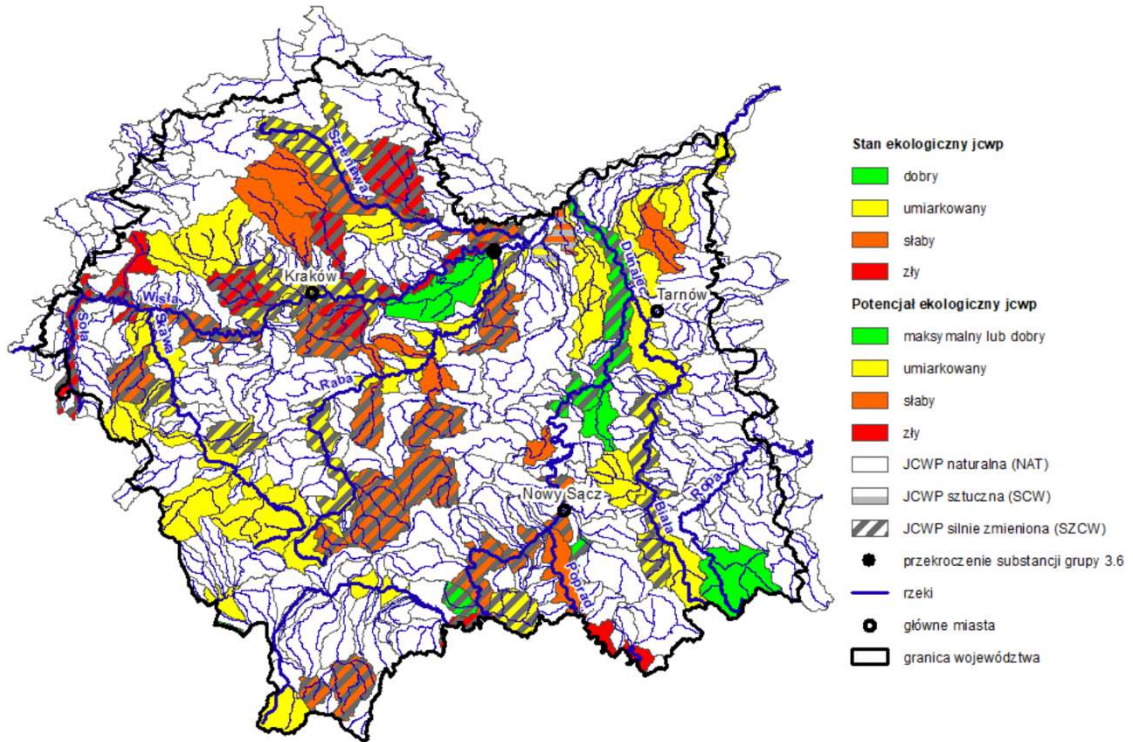 Szreniawa
Kraków
Wisła
Soła
Skawa
Raba
Dunajec
Tarnów
Nowy Sącz
Ropa
Biała
Poprad
Stan ekologiczny jcwp
dobry
umiarkowany
słaby
zły
Potencjał ekologiczny jcwp
maksymalny lub dobry
umiarkowany
słaby
zły
JCWP naturalna (NAT)
JCWP sztuczna (SCW)
JCWP silnie zmieniona (SZCW)
przekroczenie substancji grupy 3.6
rzeki
główne miasta
granica województwa